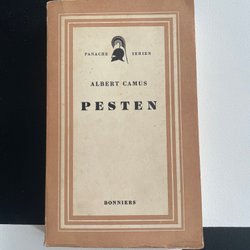 PANACHE SERIEN
ALBERT CAMUS
PESTEN
BONNIERS